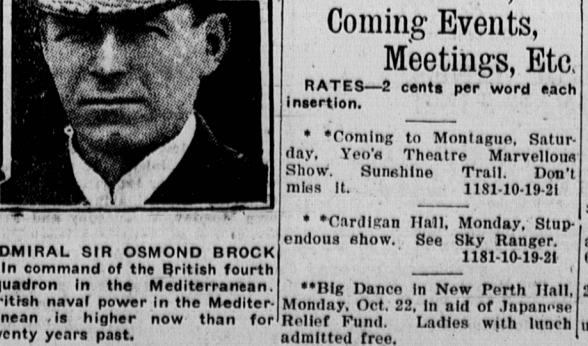 DMIRAL SIR OSMOND BROCK
In command of the British fourth
uadron in the Mediterranean.
ritish naval power in the Mediter-
nean is higher now than for
enty years past.
Coming Events,
Meetings, Etc.
RATES—2 cents per word each
insertion.
* *Coming to Montague, Satur-
day, Yeo's Theatre Marvellous
Show. Sunshine Trail. Don't
miss it. 1181-10-19-2i
* *Cardigan Hall, Monday, Stup-
endous show. See Sky Ranger.
1181-10-19-2i
**Big Dance in New Perth Hall,
Monday, Oct. 22, in aid of Japanese
Relief Fund. Ladies with lunch
admitted free.